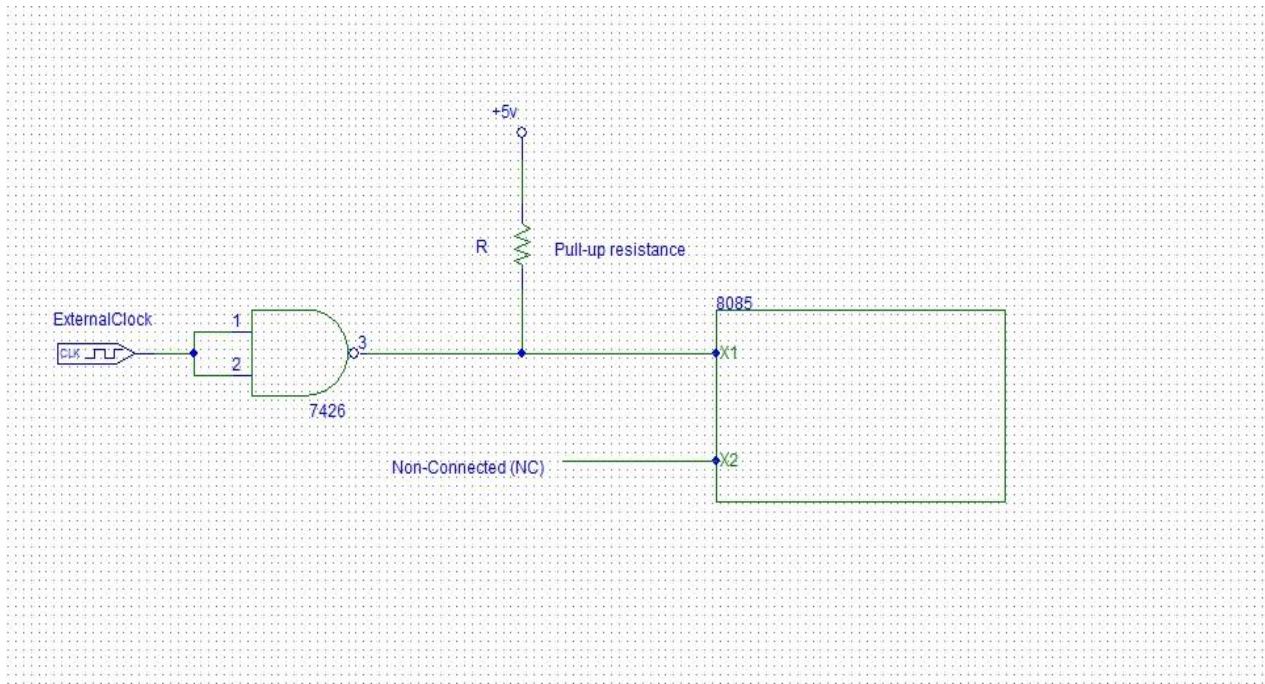 +5v
R
Pull-up resistance
8085
ExternalClock
1
CLK
3
X1
2
7426
Non-Connected (NC)
X2